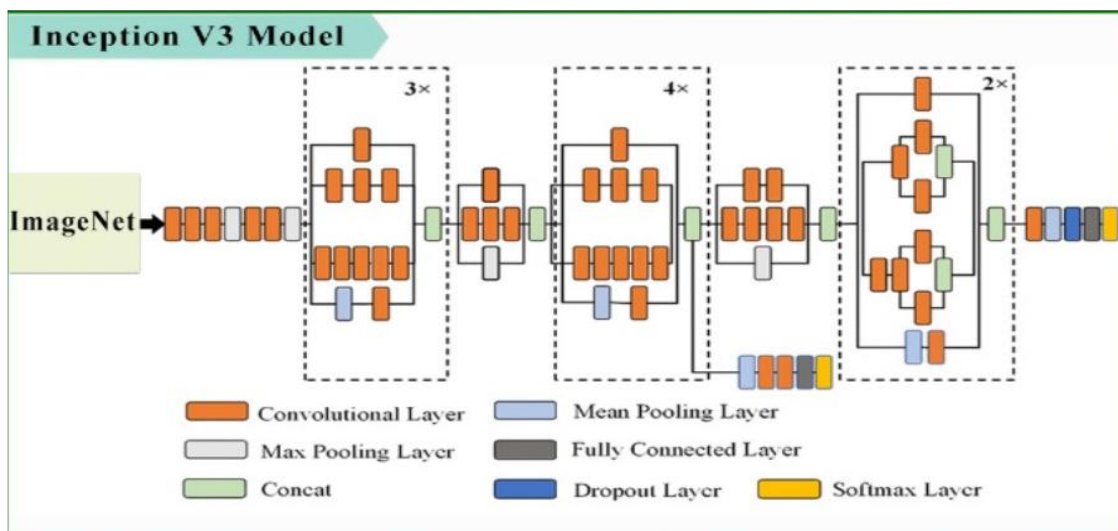 Inception V3 Model
3×
4×
2×
ImageNet
Convolutional Layer
Mean Pooling Layer
Max Pooling Layer
Fully Connected Layer
Concat
Dropout Layer
Softmax Layer